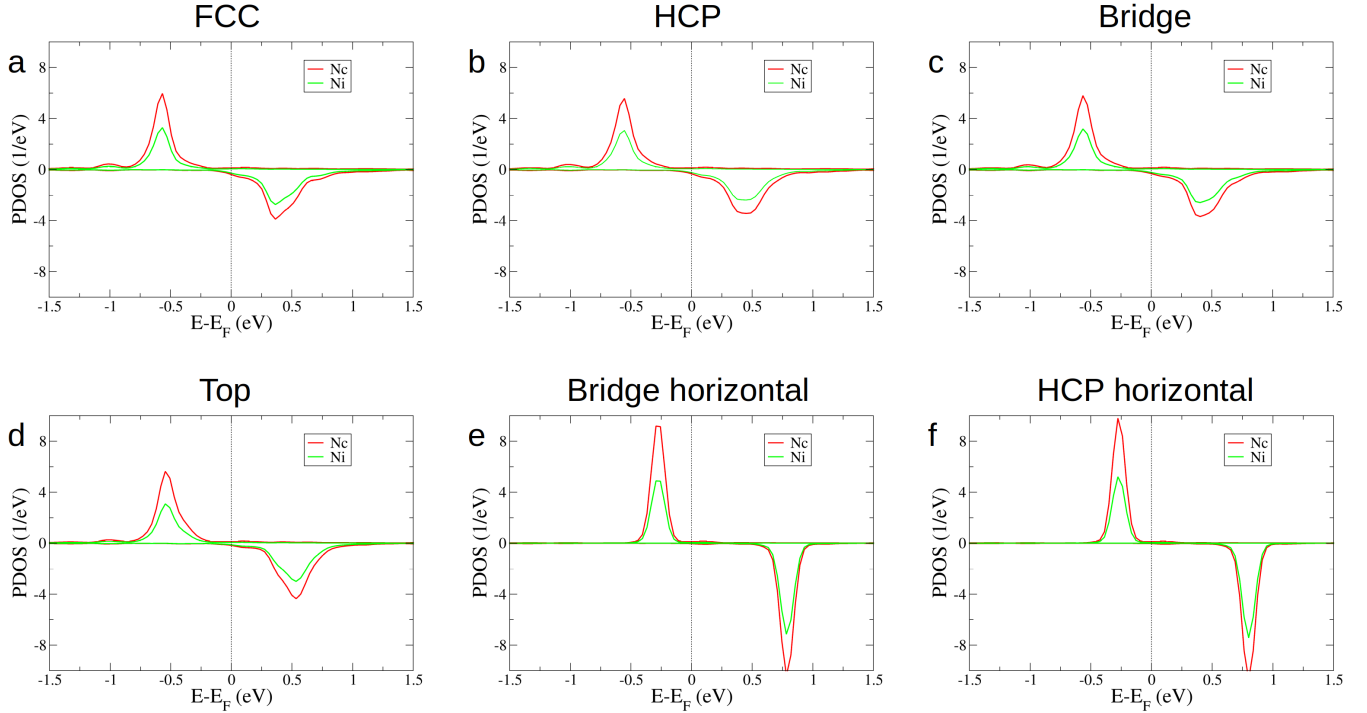 FCC
a
8
4
0
-4
-8
PDOS (1/eV)
Nc
Ni
-1.5 -1 -0.5 0 0.5 1 1.5
E-E_F (eV)
HCP
b
8
4
0
-4
-8
PDOS (1/eV)
Nc
Ni
-1.5 -1 -0.5 0 0.5 1 1.5
E-E_F (eV)
Bridge
c
8
4
0
-4
-8
PDOS (1/eV)
Nc
Ni
-1.5 -1 -0.5 0 0.5 1 1.5
E-E_F (eV)
Top
d
8
4
0
-4
-8
PDOS (1/eV)
Nc
Ni
-1.5 -1 -0.5 0 0.5 1 1.5
E-E_F (eV)
Bridge horizontal
e
8
4
0
-4
-8
PDOS (1/eV)
Nc
Ni
-1.5 -1 -0.5 0 0.5 1 1.5
E-E_F (eV)
HCP horizontal
f
8
4
0
-4
-8
PDOS (1/eV)
Nc
Ni
-1.5 -1 -0.5 0 0.5 1 1.5
E-E_F (eV)